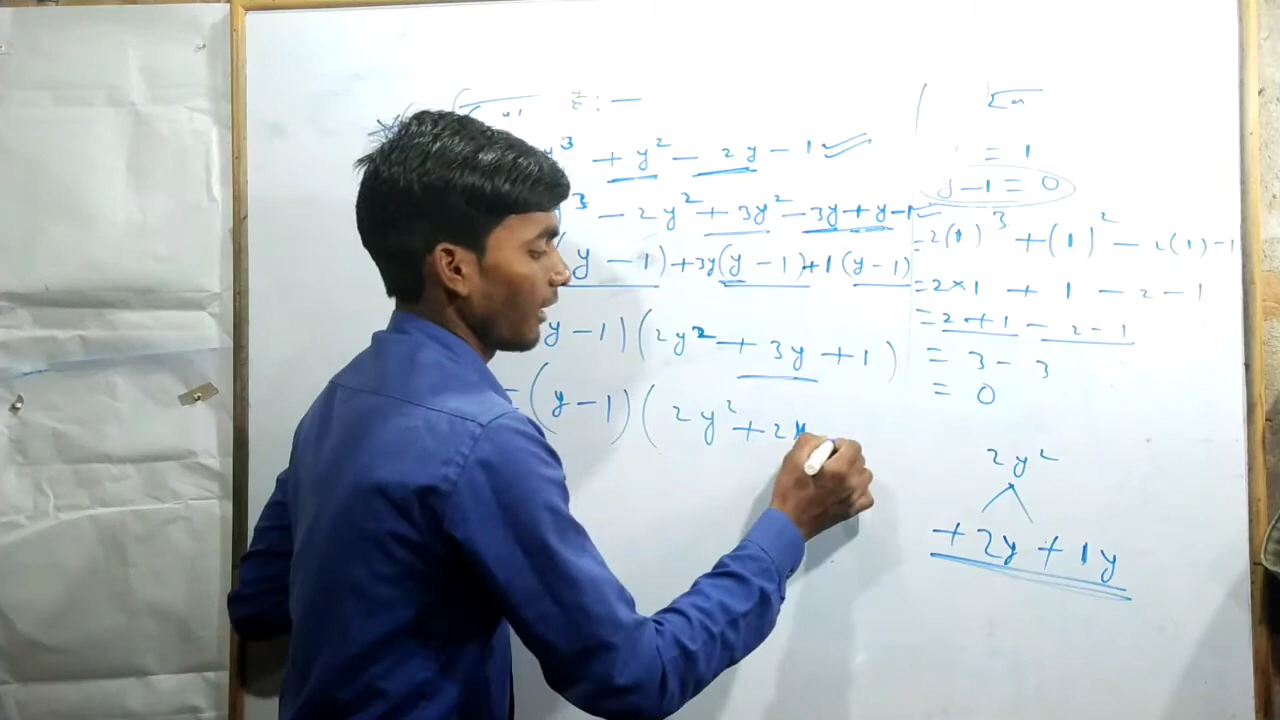 y³ + y² - 2y - 1
³ - 2y² + 3y² - 3y + y - 1
(y - 1) + 3y(y - 1) + 1(y - 1)
y - 1)(2y² + 3y + 1)
= (y - 1)(2y² + 2y
= 1
y - 1 = 0
= 2(1)³ + (1)² - 2(1) - 1
= 2×1 + 1 - 2 - 1
= 2 + 1 - 2 - 1
= 3 - 3
= 0
2y²
+ 2y + 1y